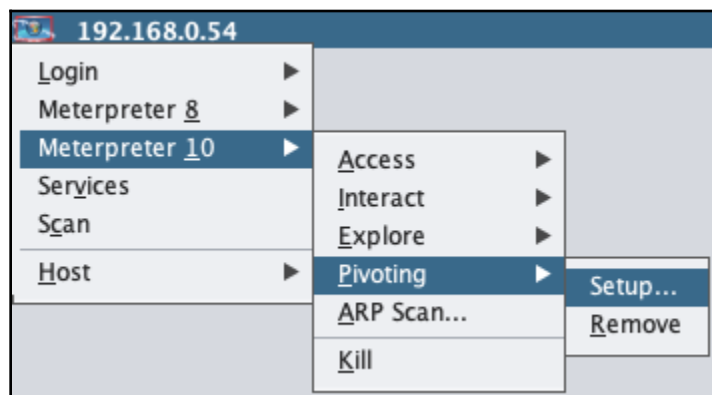 192.168.0.54
Login
Meterpreter 8
Meterpreter 10
Services
Scan
Host
Access
Interact
Explore
Pivoting
ARP Scan...
Kill
Setup...
Remove